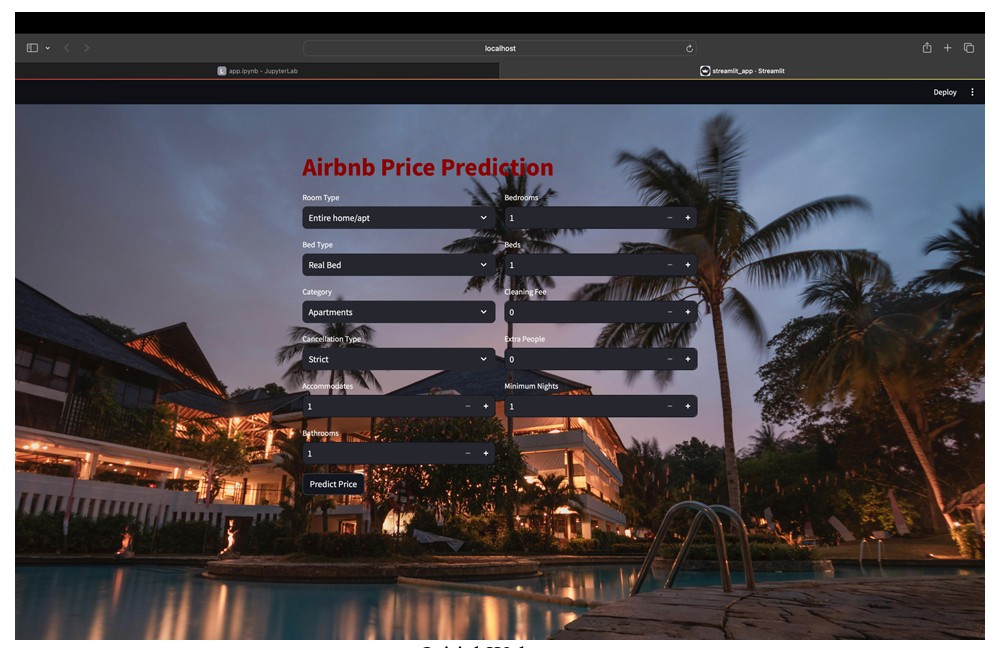 localhost
app.ipynb - JupyterLab
streamlit_app · Streamlit
Deploy
Airbnb Price Prediction
Room Type
Entire home/apt
Bed Type
Real Bed
Category
Apartments
Cancellation Type
Strict
Accommodates
1
Bathrooms
1
Bedrooms
1
Beds
1
Cleaning Fee
0
Extra People
0
Minimum Nights
1
Predict Price